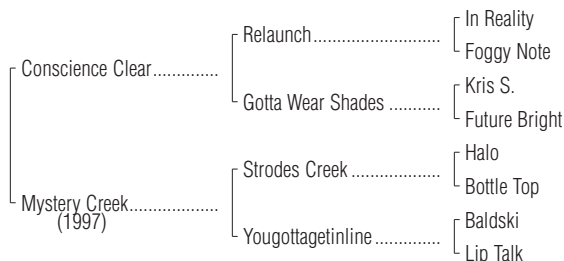 In Reality
Relaunch...........................
Foggy Note
Conscience Clear..............
Kris S.
Gotta Wear Shades ...........
Future Bright
Halo
Strodes Creek ...................
Bottle Top
Mystery Creek...................
(1997)
Baldski
Yougottagetinline..............
Lip Talk